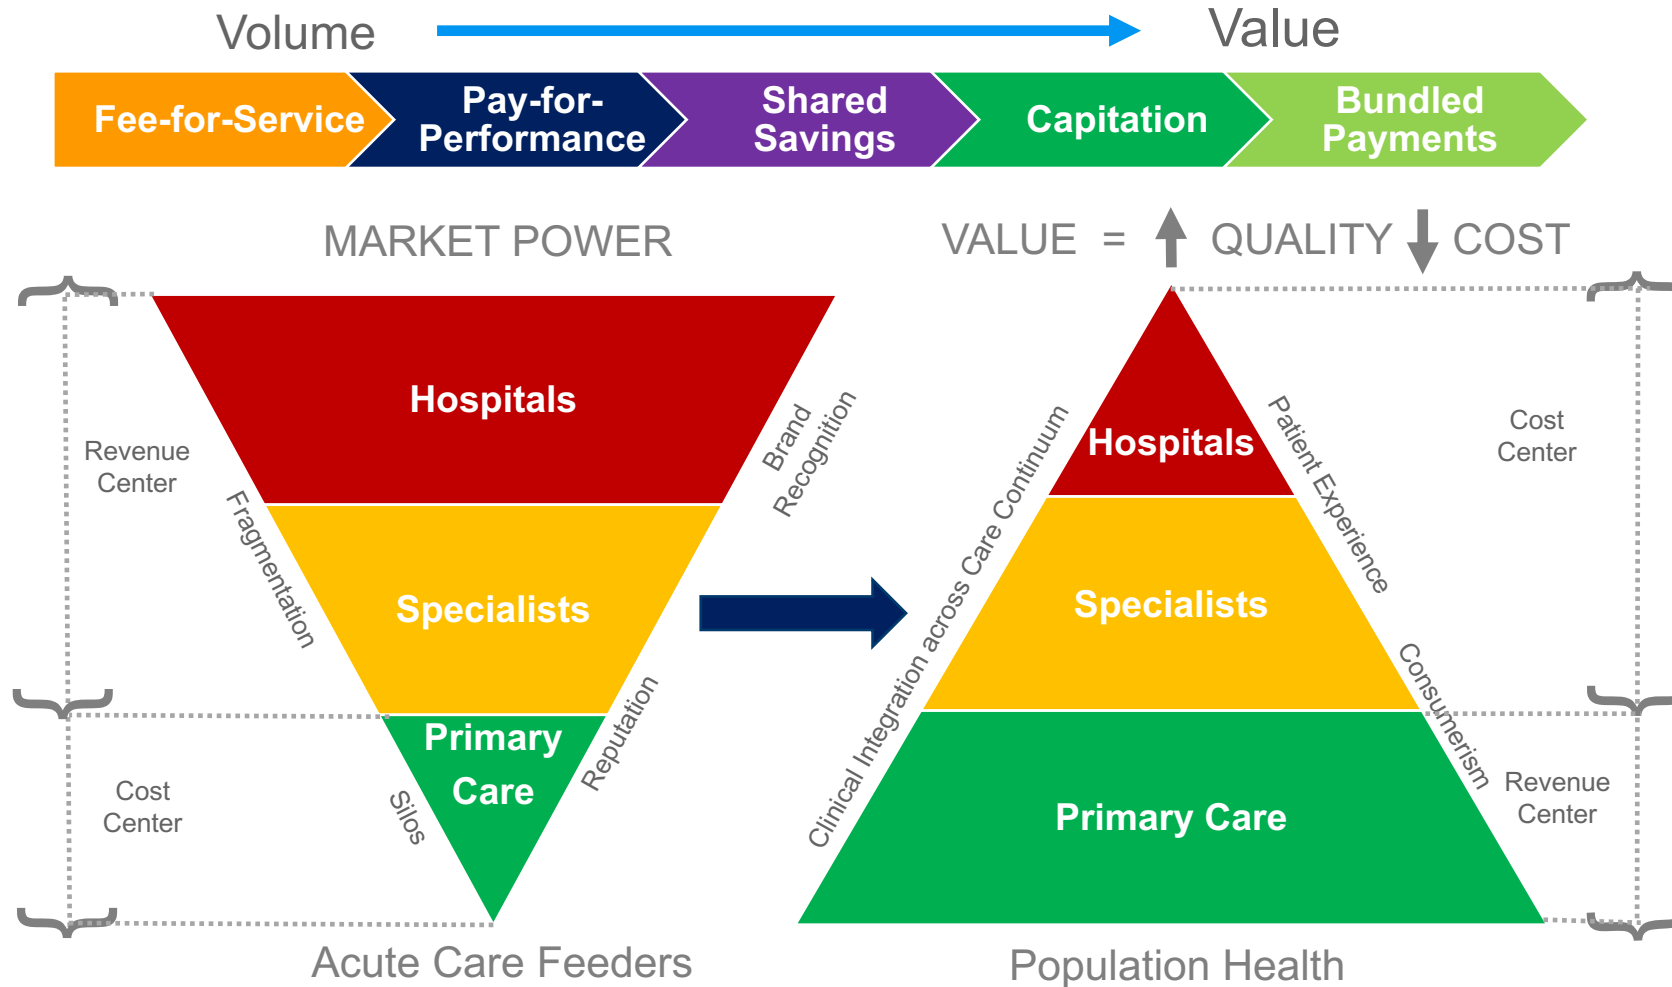 Volume
Value
Fee-for-Service
Pay-for-
Performance
Shared
Savings
Capitation
Bundled
Payments
MARKET POWER
VALUE = QUALITY COST
Hospitals
Specialists
Primary
Care
Revenue
Center
Cost
Center
Fragmentation
Silos
Brand
Recognition
Reputation
Acute Care Feeders
Hospitals
Specialists
Primary Care
Clinical Integration across Care Continuum
Patient Experience
Consumerism
Cost
Center
Revenue
Center
Population Health